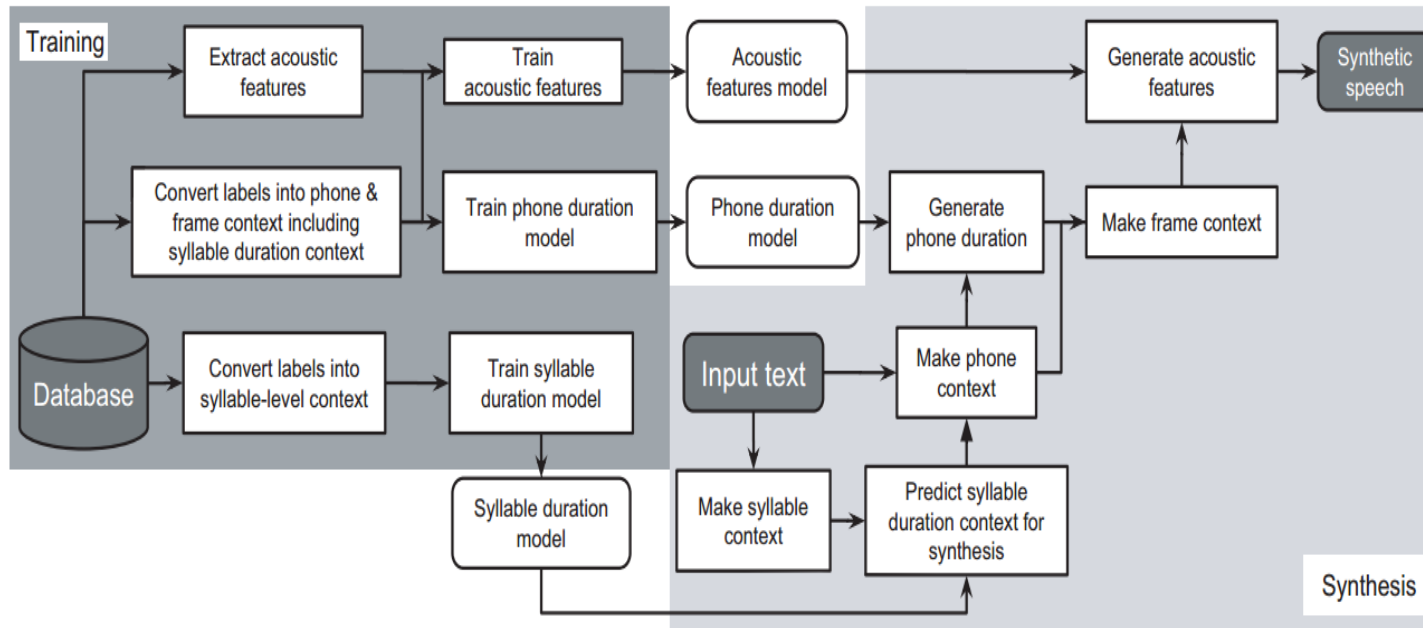 Training
Extract acoustic
features
Train
acoustic features
Acoustic
features model
Generate acoustic
features
Synthetic
speech
Convert labels into phone &
frame context including
syllable duration context
Train phone duration
model
Phone duration
model
Generate
phone duration
Make frame context
Database
Convert labels into
syllable-level context
Train syllable
duration model
Input text
Make phone
context
Syllable duration
model
Make syllable
context
Predict syllable
duration context for
synthesis
Synthesis